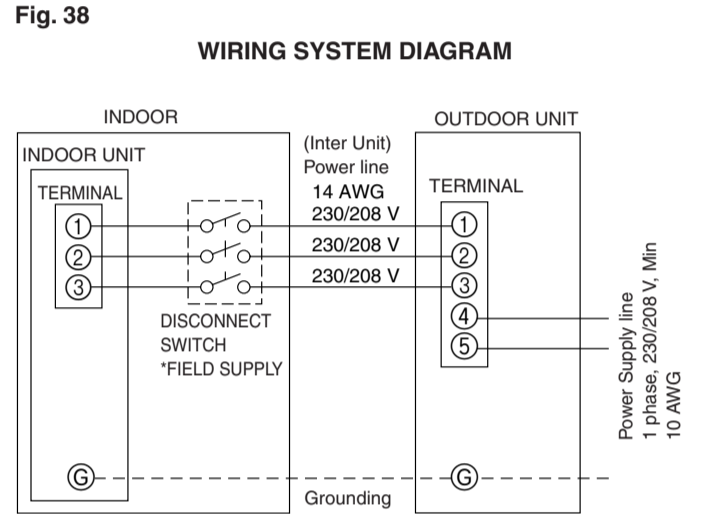 Fig. 38
WIRING SYSTEM DIAGRAM
INDOOR
OUTDOOR UNIT
INDOOR UNIT
(Inter Unit)
Power line
TERMINAL
14 AWG
TERMINAL
1
230/208 V
1
2
230/208 V
2
3
230/208 V
3
4
5
DISCONNECT
SWITCH
*FIELD SUPPLY
Power Supply line
1 phase, 230/208 V, Min
10 AWG
G
G
Grounding